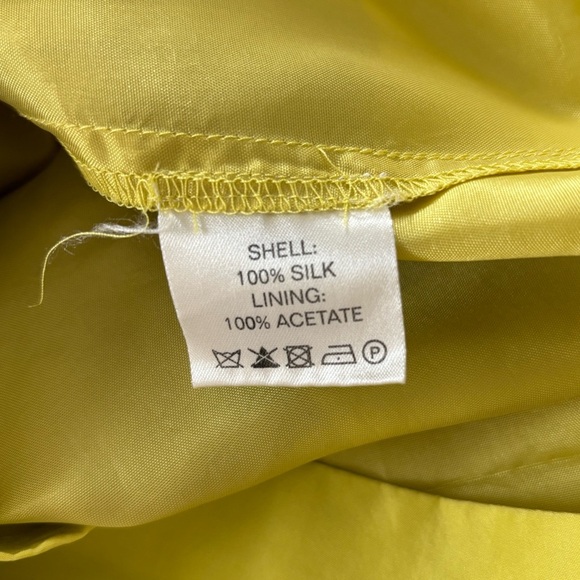 SHELL:
100% SILK
LINING:
100% ACETATE
P